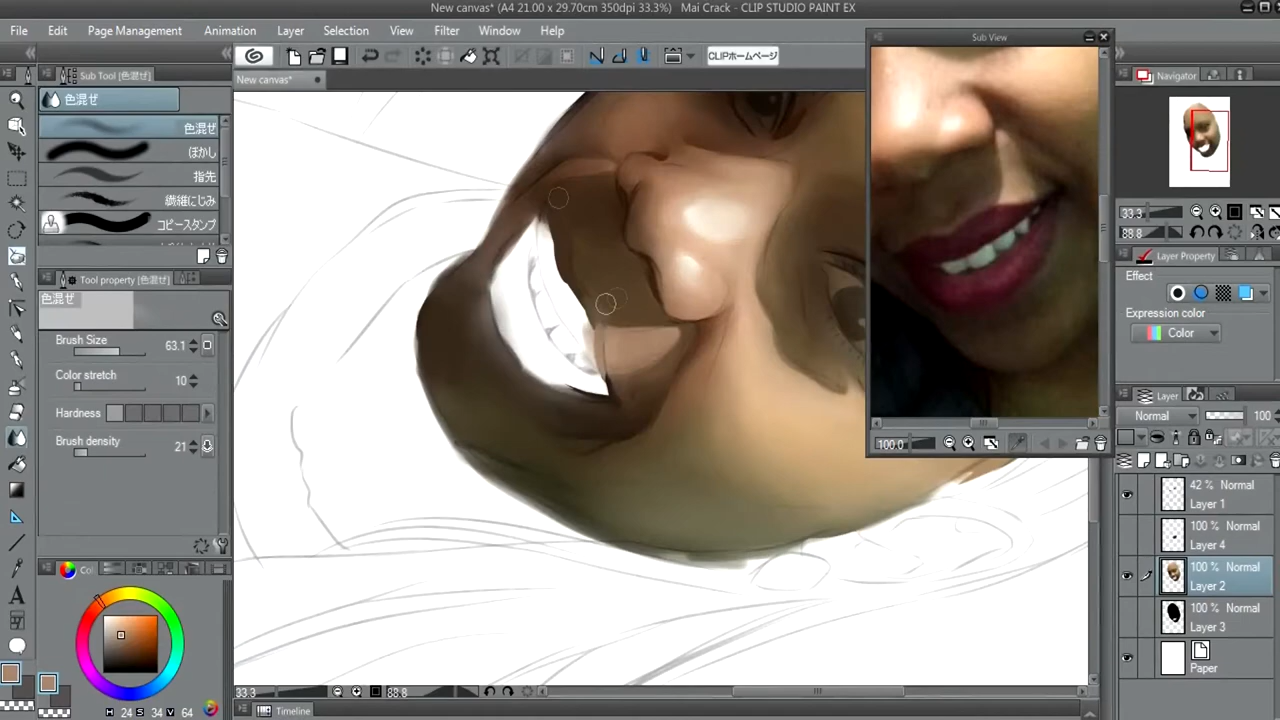 New canvas* (A4 21.00 x 29.70cm 350dpi 33.3%) Mai Crack - CLIP STUDIO PAINT EX
File Edit Page Management Animation Layer Selection View Filter Window Help
CLIPホームページ
Sub View
Sub Tool [色混ぜ]
New canvas*
Navigator
色混ぜ
色混ぜ
ぼかし
指先
繊維にじみ
コピースタンプ
33.3
88.8
Tool property [色混ぜ]
Layer Property
色混ぜ
Effect
Expression color
Color
Brush Size 63.1
Color stretch 10
Hardness
Brush density 21
Layer
Normal 100
100.0
42 % Normal
Layer 1
100 % Normal
Layer 4
100 % Normal
Layer 2
100 % Normal
Layer 3
Paper
Col
H 24 S 34 V 64
33.3 88.8
Timeline